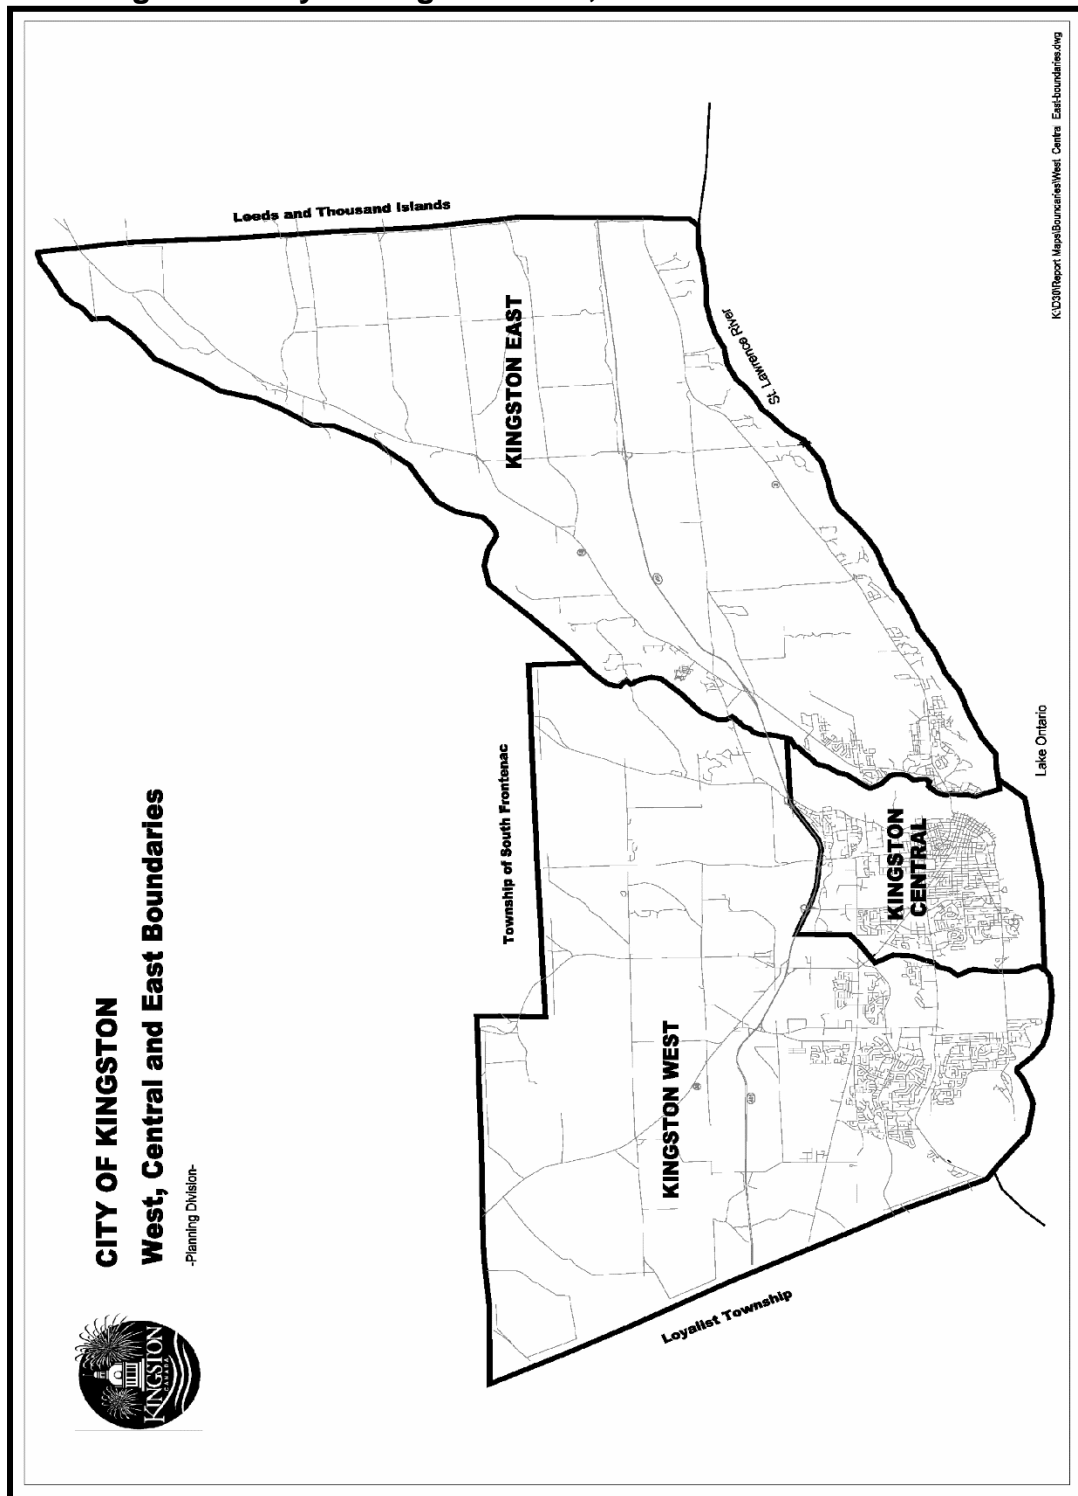 CITY OF KINGSTON
West, Central and East Boundaries
-Planning Division-
KINGSTON
CANADA
Leeds and Thousand Islands
KINGSTON EAST
St. Lawrence River
Township of South Frontenac
KINGSTON
CENTRAL
Lake Ontario
KINGSTON WEST
Loyalist Township